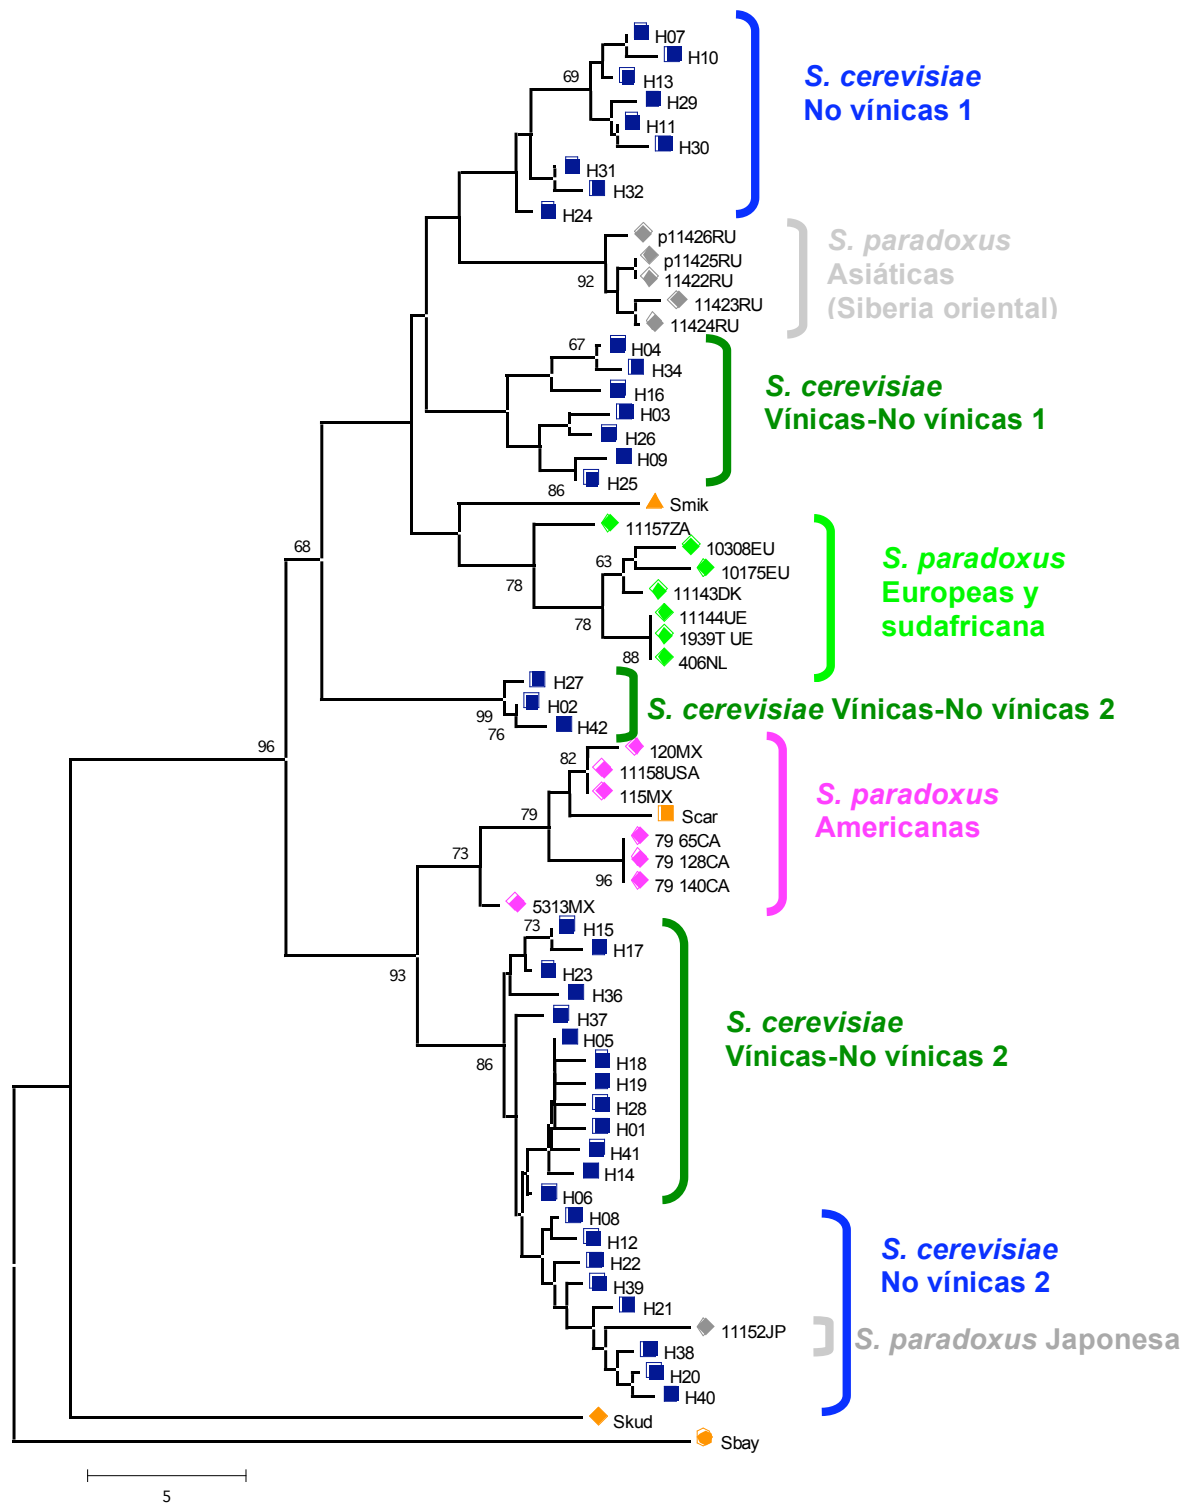 H07
H10
69
H13
H29
H11
H30
H31
H32
H24
S. cerevisiae
No vínicas 1
p11426RU
p11425RU
92
11422RU
11423RU
11424RU
S. paradoxus
Asiáticas
(Siberia oriental)
67
H04
H34
H16
H03
H26
H09
86
H25
S. cerevisiae
Vínicas-No vínicas 1
Smik
11157ZA
68
10308EU
63
10175EU
78
11143DK
11144UE
78
1939T UE
88
406NL
S. paradoxus
Europeas y
sudafricana
H27
H02
99
76
H42
S. cerevisiae Vínicas-No vínicas 2
96
120MX
82
11158USA
115MX
79
Scar
79 65CA
73
79 128CA
96
79 140CA
5313MX
S. paradoxus
Americanas
73
H15
H17
93
H23
H36
H37
H05
86
H18
H19
H28
H01
H41
H14
H06
S. cerevisiae
Vínicas-No vínicas 2
H08
H12
H22
H39
H21
11152JP
H38
H20
H40
S. cerevisiae
No vínicas 2
S. paradoxus Japonesa
Skud
Sbay
5